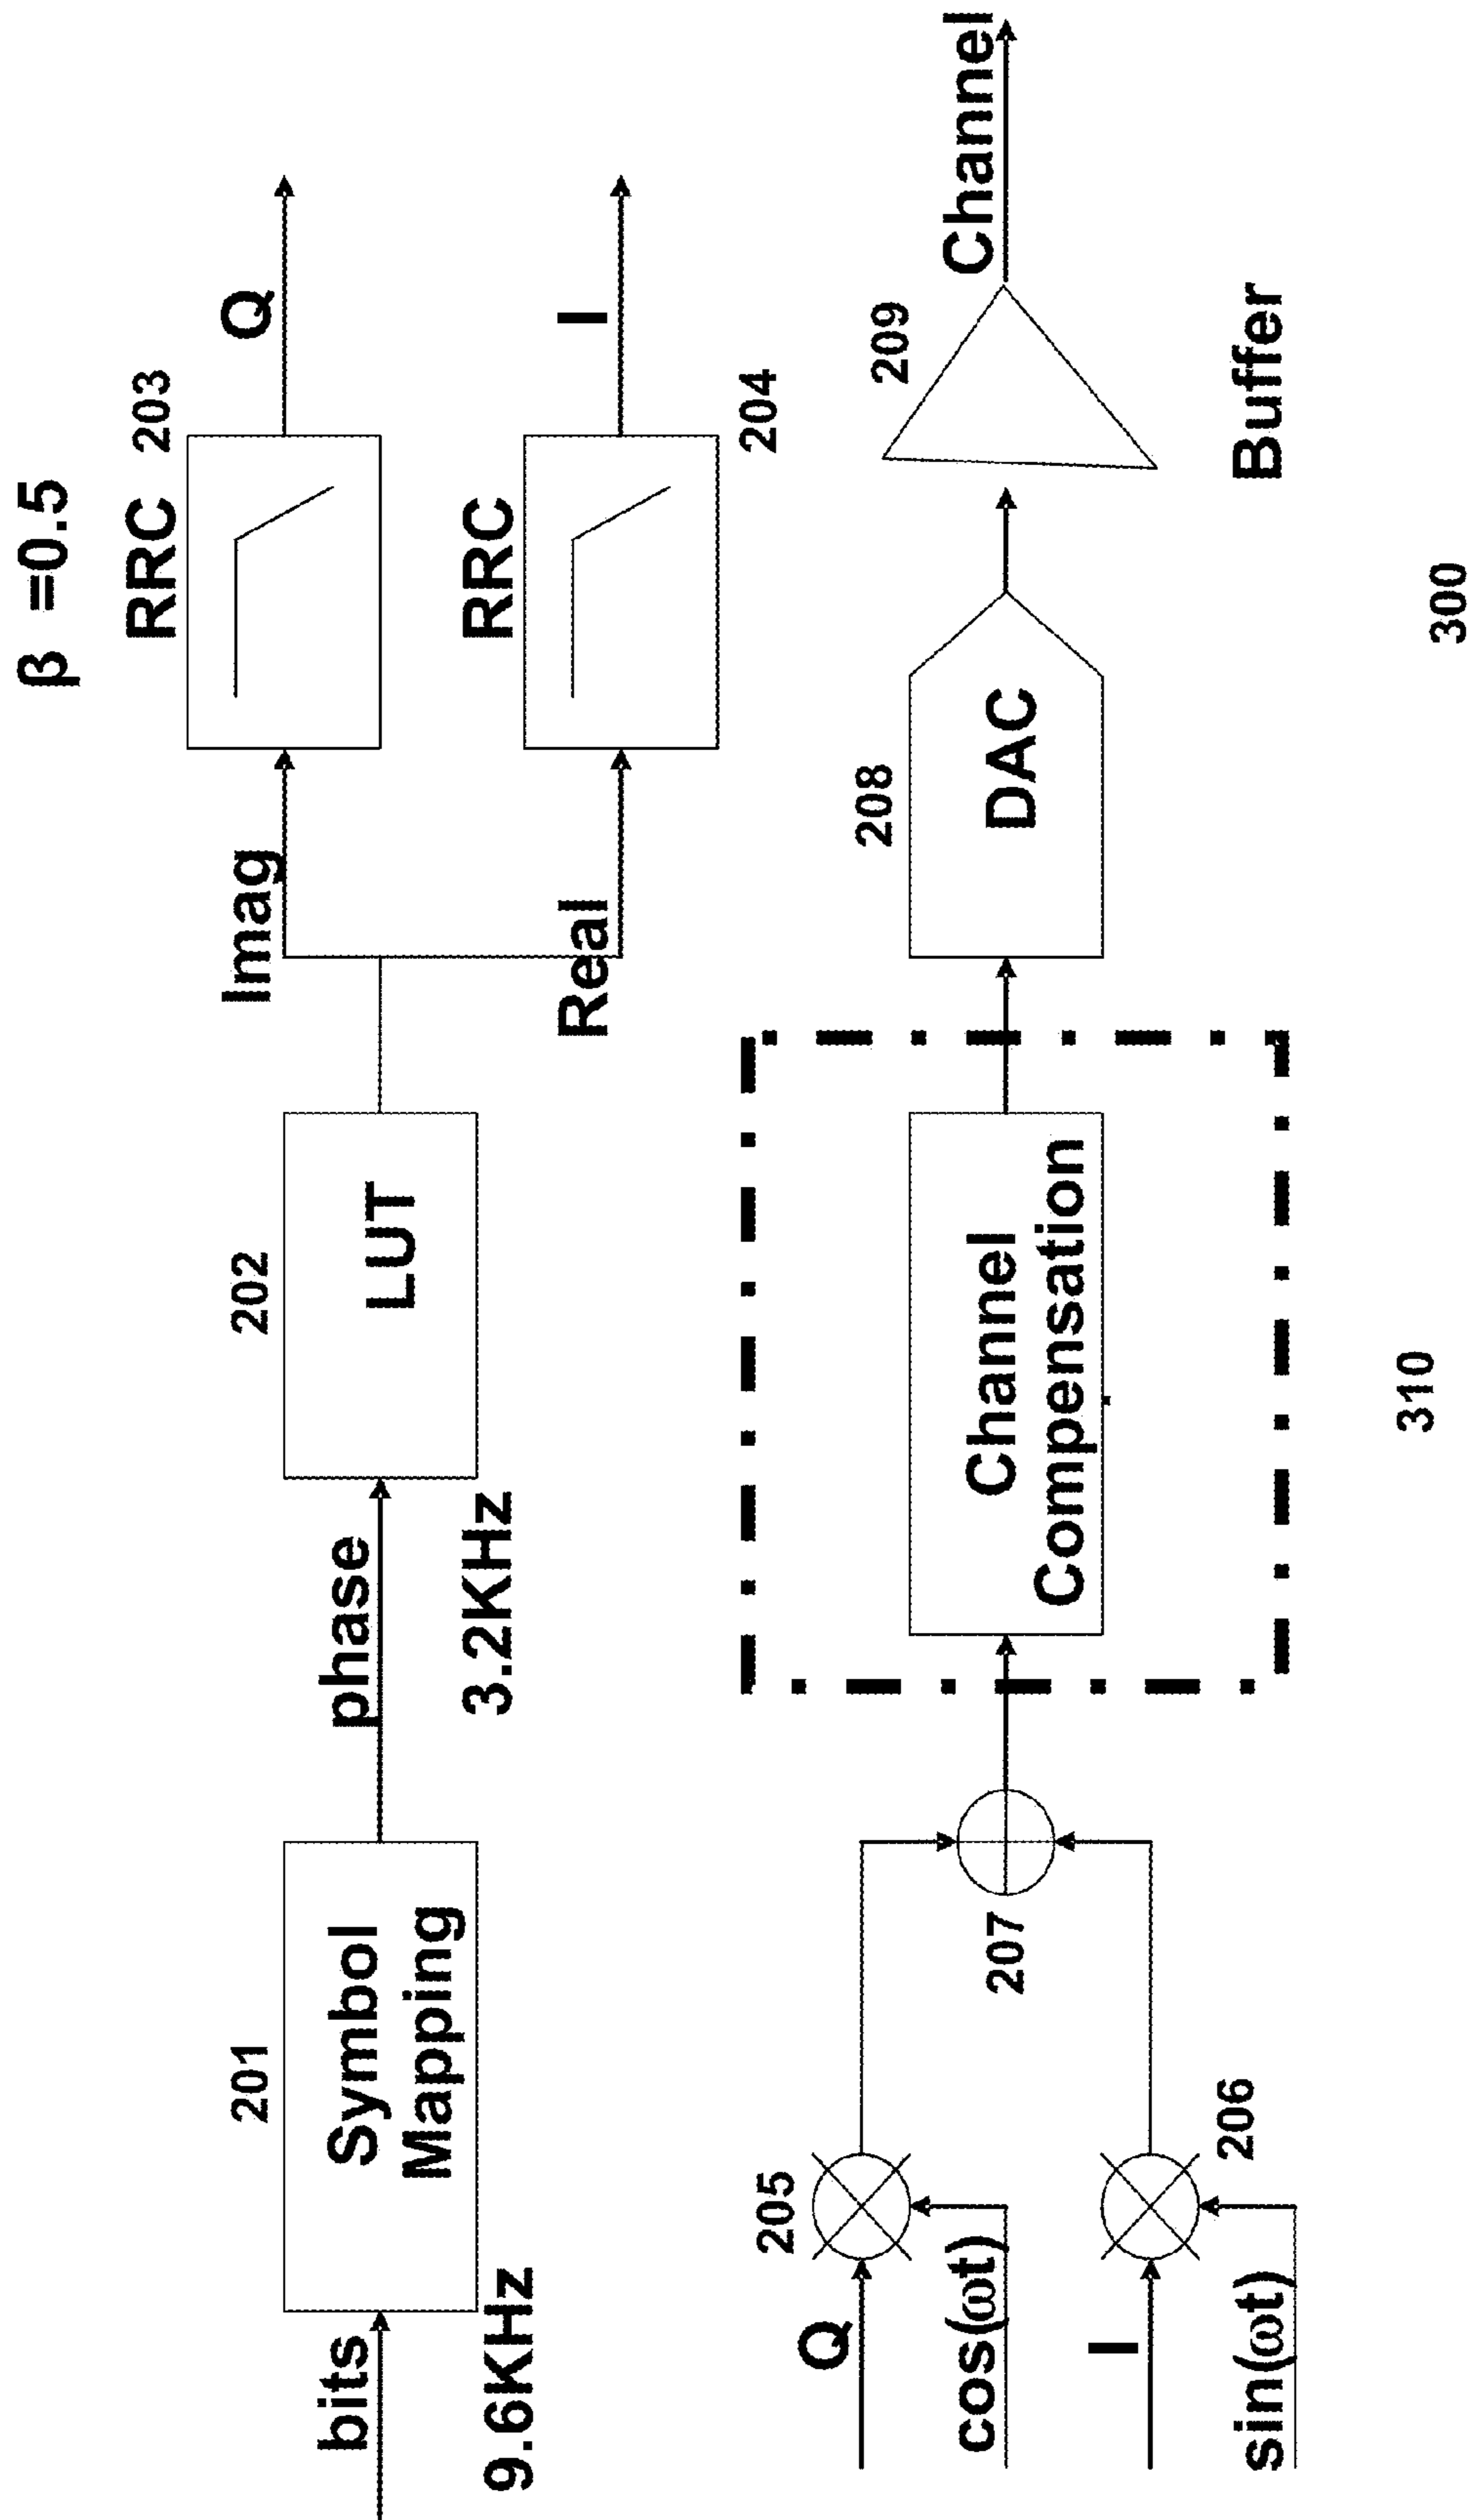 β =0.5
bits
9.6KHz
201
Symbol
Mapping
phase
3.2KHz
202
LUT
Imag
Real
RRC
203
Q
RRC
204
I
Q
205
cos(ωt)
I
206
sin(ωt)
207
Channel
Compensation
310
208
DAC
209
Buffer
Channel
300